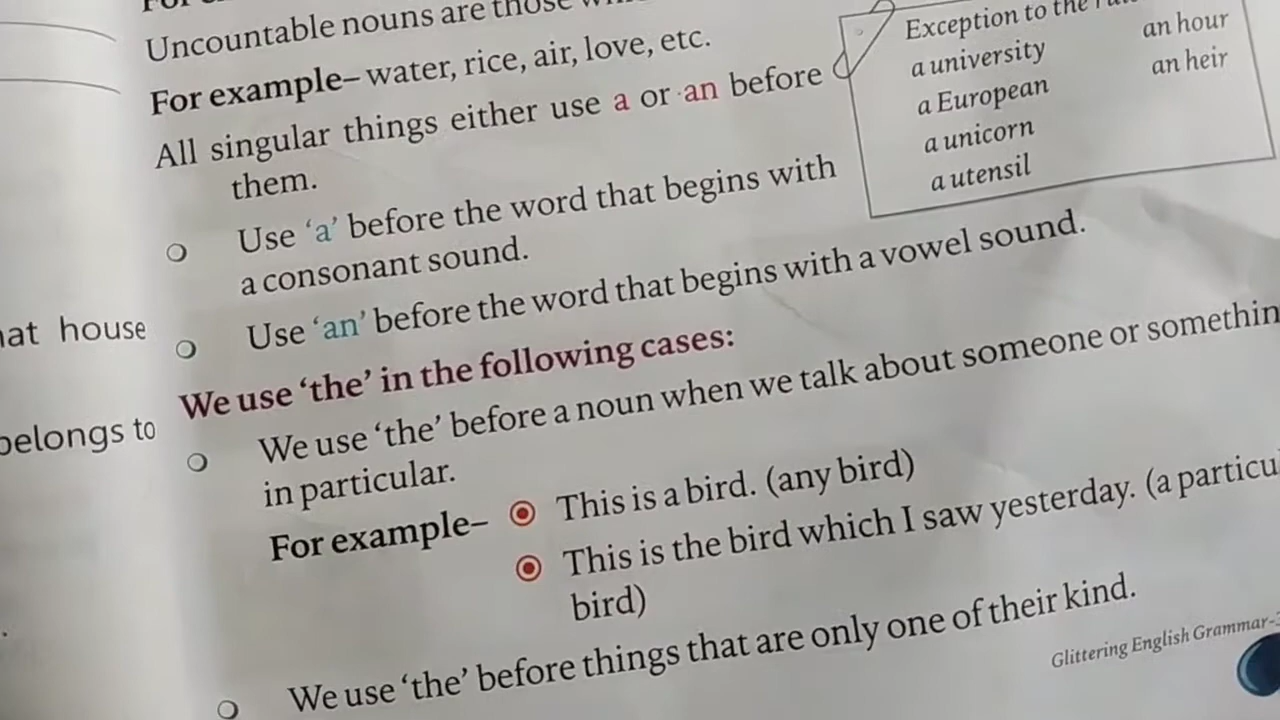 Uncountable nouns are those
For example– water, rice, air, love, etc.
All singular things either use a or an before
them.
Use ‘a’ before the word that begins with
a consonant sound.
Use ‘an’ before the word that begins with a vowel sound.
Exception to the
a university an hour
a European an heir
a unicorn
a utensil
We use ‘the’ in the following cases:
We use ‘the’ before a noun when we talk about someone or somethin
in particular.
For example– This is a bird. (any bird)
This is the bird which I saw yesterday. (a particu
bird)
We use ‘the’ before things that are only one of their kind.
Glittering English Grammar-
hat house
belongs to